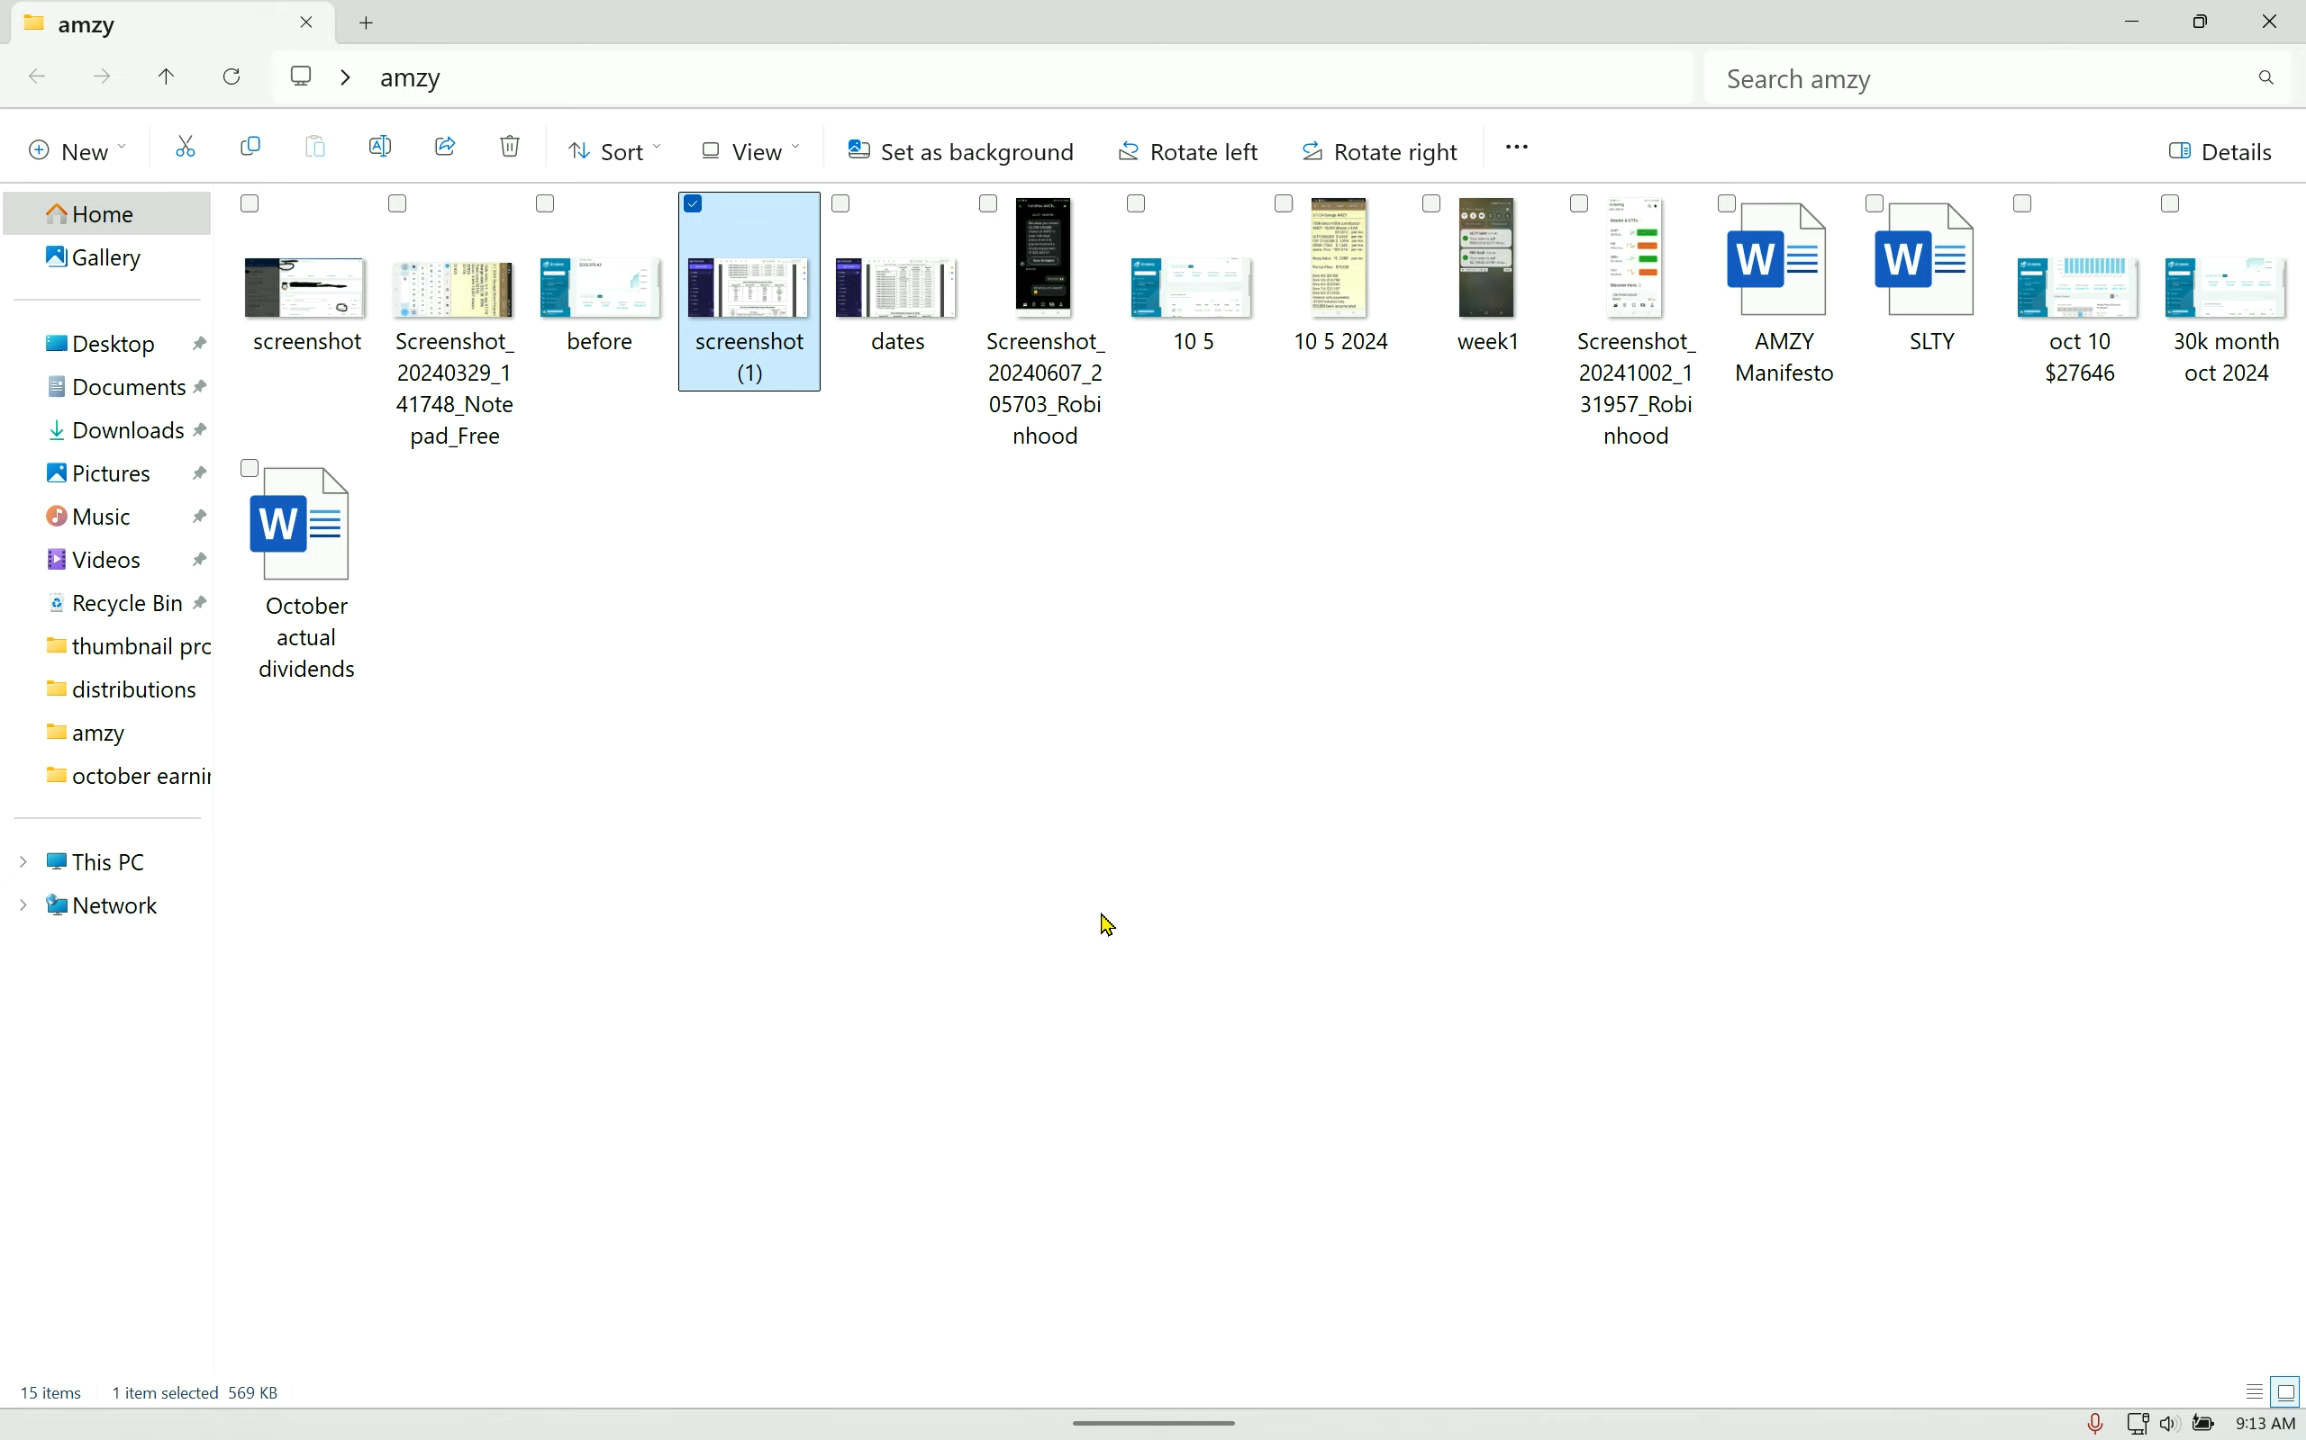 amzy
amzy
Search amzy
New
Sort
View
Set as background
Rotate left
Rotate right
Details
Home
Gallery
Desktop
Documents
Downloads
Pictures
Music
Videos
Recycle Bin
thumbnail prc
distributions
amzy
october earnir
This PC
Network
screenshot
Screenshot_
20240329_1
41748_Note
pad_Free
before
screenshot
(1)
dates
Screenshot_
20240607_2
05703_Robi
nhood
10 5
10 5 2024
week1
Screenshot_
20241002_1
31957_Robi
nhood
AMZY
Manifesto
SLTY
oct 10
$27646
30k month
oct 2024
W
W
W
October
actual
dividends
15 items
1 item selected 569 KB
9:13 AM